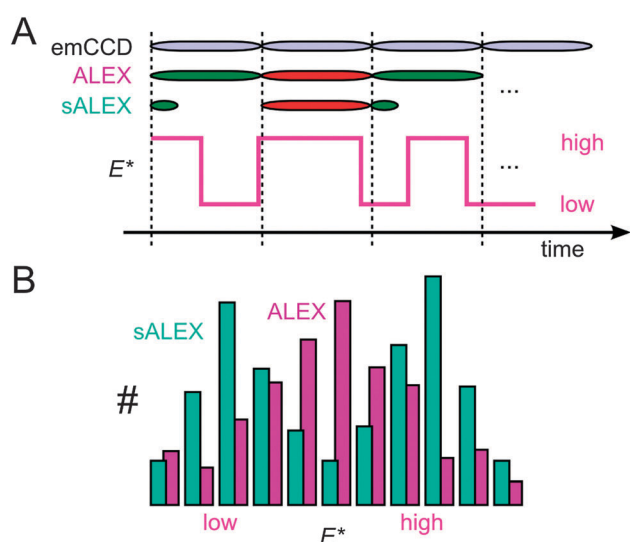 A
emCCD
ALEX
sALEX
...
E*
high
...
low
time
B
sALEX
ALEX
#
low
high
E*